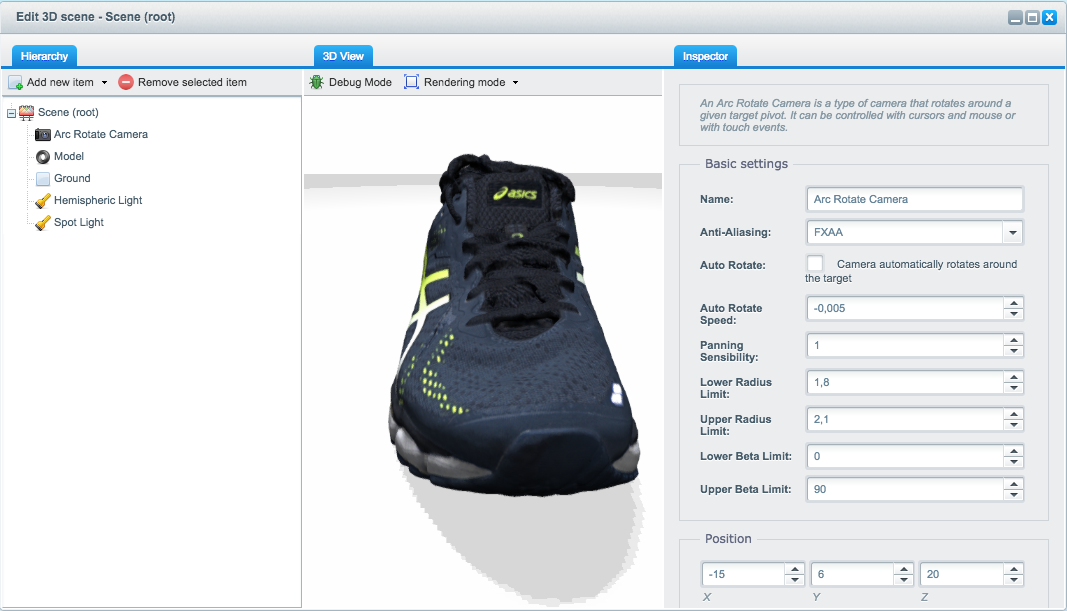 Edit 3D scene - Scene (root)
Hierarchy
Add new item
Remove selected item
Scene (root)
Arc Rotate Camera
Model
Ground
Hemispheric Light
Spot Light
3D View
Debug Mode
Rendering mode
asics
Inspector
An Arc Rotate Camera is a type of camera that rotates around a
given target pivot. It can be controlled with cursors and mouse or
with touch events.
Basic settings
Name:
Arc Rotate Camera
Anti-Aliasing:
FXAA
Auto Rotate:
Camera automatically rotates around
the target
Auto Rotate
Speed:
-0,005
Panning
Sensibility:
1
Lower Radius
Limit:
1,8
Upper Radius
Limit:
2,1
Lower Beta Limit:
0
Upper Beta Limit:
90
Position
-15
6
20
X
Y
Z